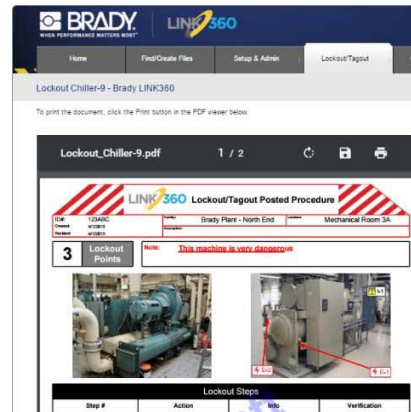 BRADY
WHEN PERFORMANCE MATTERS MOST
LINK360
Home
Find/Create Files
Setup & Admin
Lockout/Tagout
Lockout Chiller-9 - Brady LINK360
To print the document, click the Print button in the PDF viewer below.
Lockout_Chiller-9.pdf
1 / 2
LINK360 Lockout/Tagout Posted Procedure
ID#: 123ABC
Brady Plant - North End
Mechanical Room 3A
3 Lockout Points
Note: This machine is very dangerous
E-2
E-1
Lockout Steps
Step # Action Info Verification